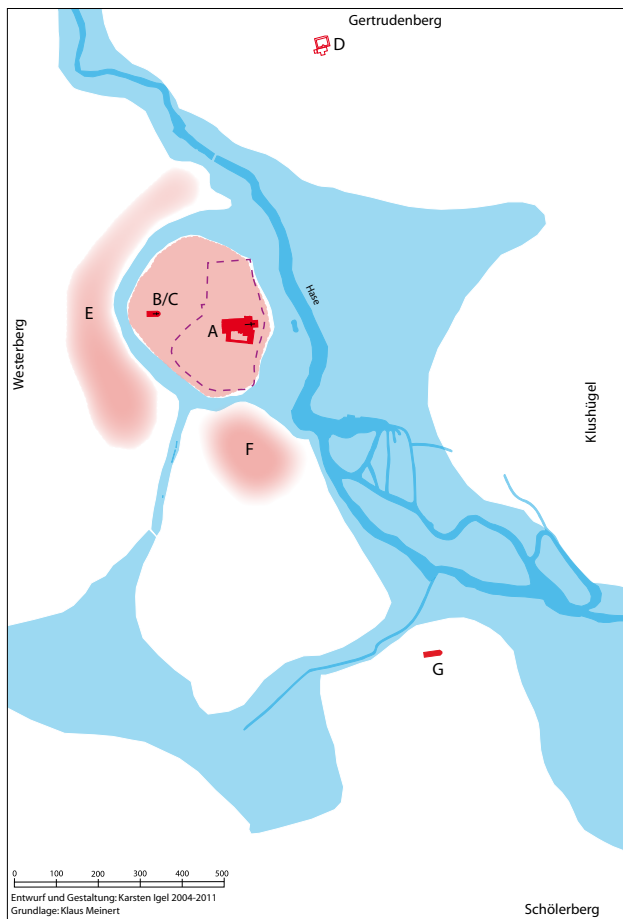 Gertrudenberg
D
Hase
B/C
E
A
Westerberg
Klushügel
F
G
0 100 200 300 400 500
Entwurf und Gestaltung: Karsten Igel 2004-2011
Grundlage: Klaus Meinert
Schölerberg